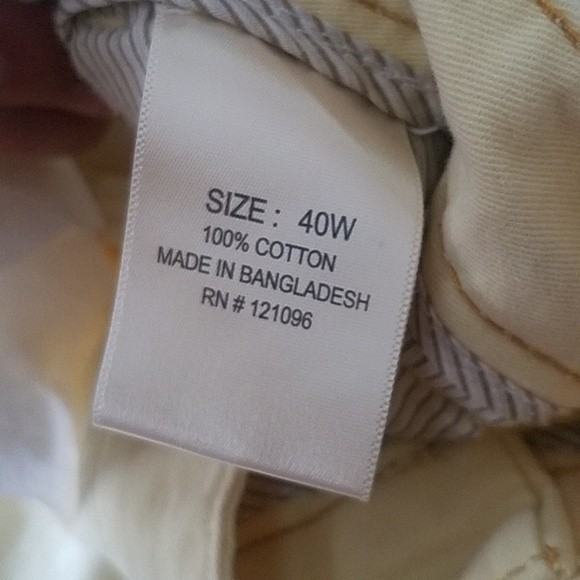 SIZE : 40W
100% COTTON
MADE IN BANGLADESH
RN # 121096